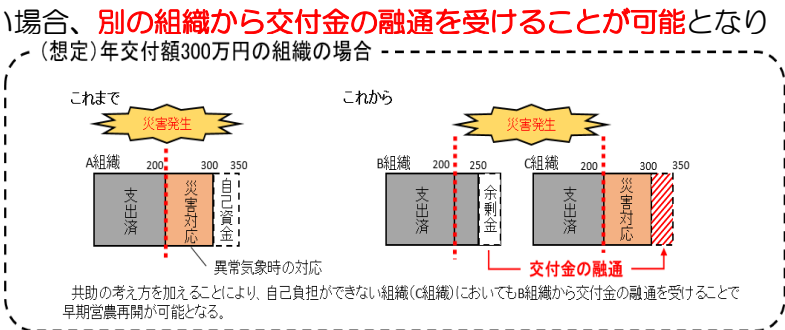 い場合、別の組織から交付金の融通を受けることが可能となり
(想定)年交付額300万円の組織の場合
これまで
災害発生
A組織
200
300
350
支出済
災害対応
自己資金
異常気象時の対応
これから
災害発生
B組織
200
250
支出済
余剰金
C組織
200
300
350
支出済
災害対応
交付金の融通
共助の考え方を加えることにより、自己負担ができない組織(C組織)においてもB組織から交付金の融通を受けることで
早期営農再開が可能となる。